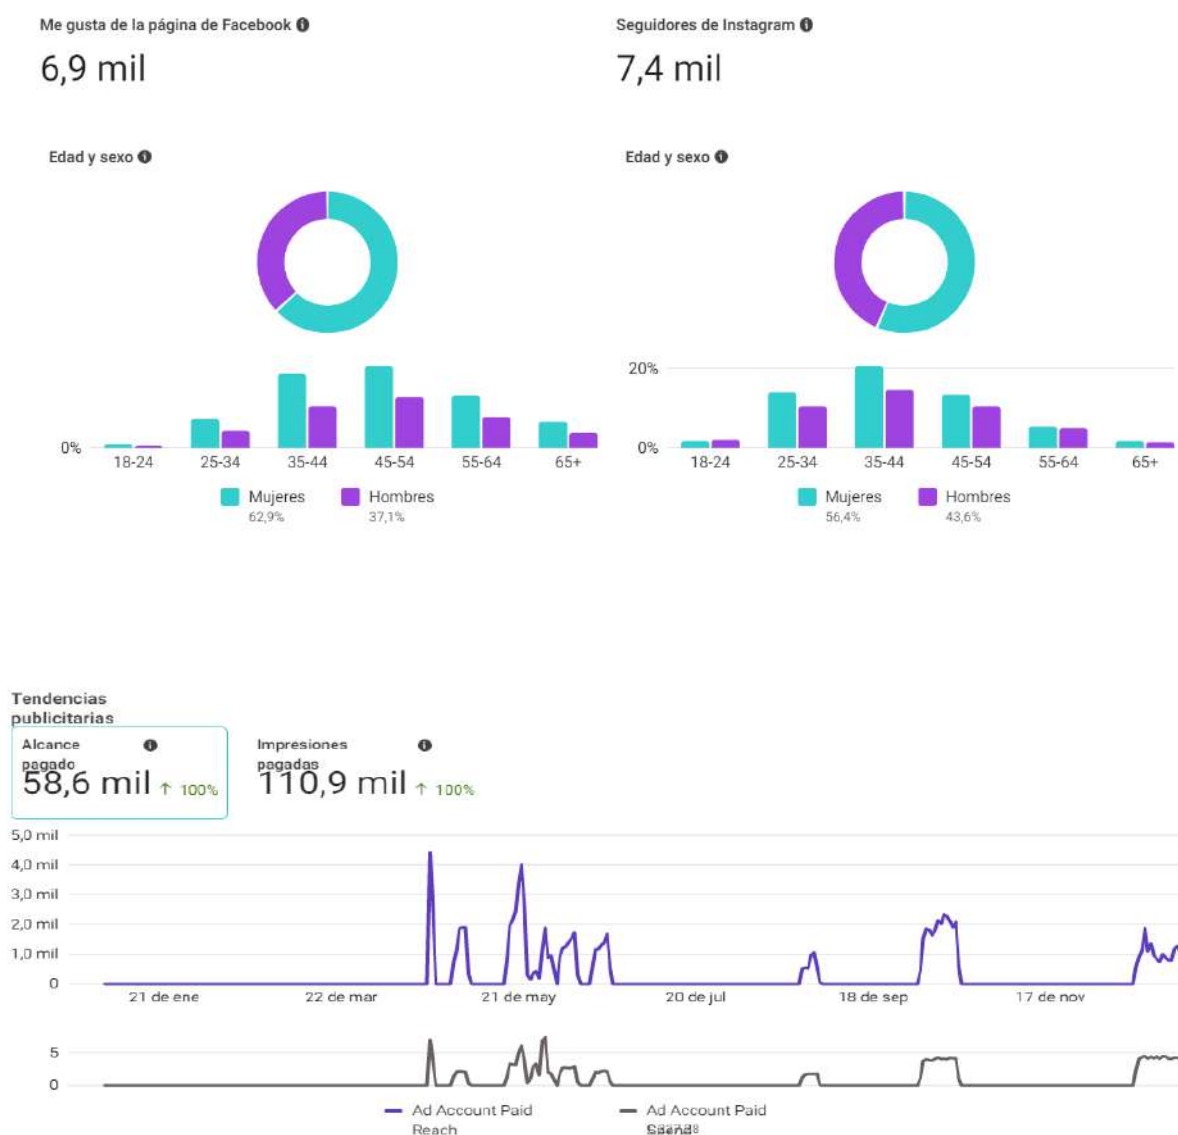 Me gusta de la página de Facebook
6,9 mil
Edad y sexo
0%
18-24 25-34 35-44 45-54 55-64 65+
Mujeres Hombres
62,9% 37,1%
Seguidores de Instagram
7,4 mil
Edad y sexo
20%
0%
18-24 25-34 35-44 45-54 55-64 65+
Mujeres Hombres
56,4% 43,6%
Tendencias
publicitarias
Alcance
pagado
58,6 mil ↑ 100%
Impresiones
pagadas
110,9 mil ↑ 100%
5,0 mil
4,0 mil
3,0 mil
2,0 mil
1,0 mil
0
21 de ene 22 de mar 21 de may 20 de jul 18 de sep 17 de nov
5
0
Ad Account Paid
Reach
Ad Account Paid
Spend